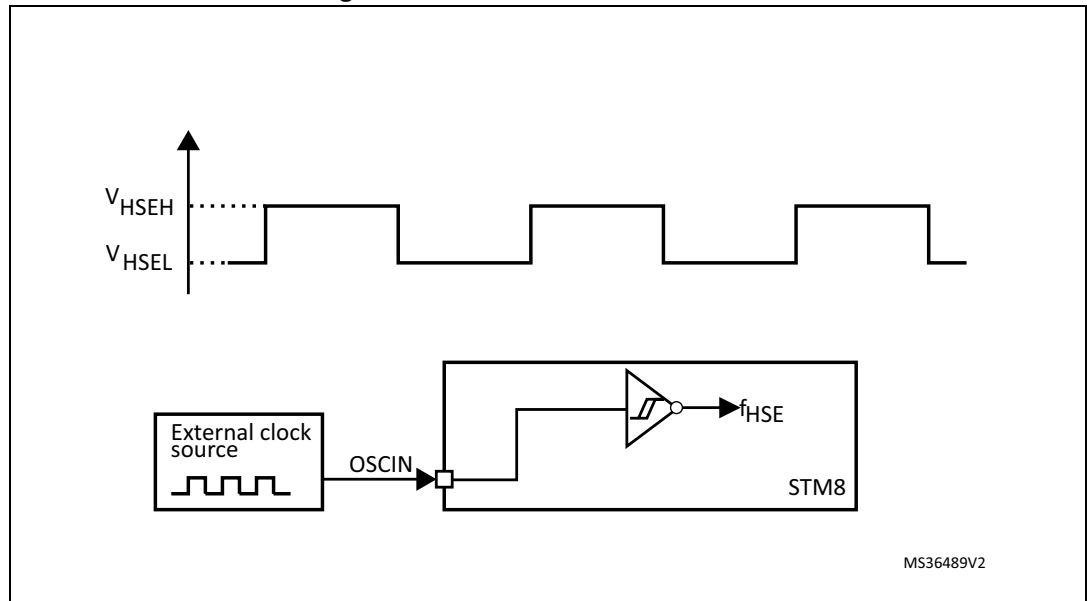 VHSEH
VHSEL
External clock
source
OSCIN
fHSE
STM8
MS36489V2